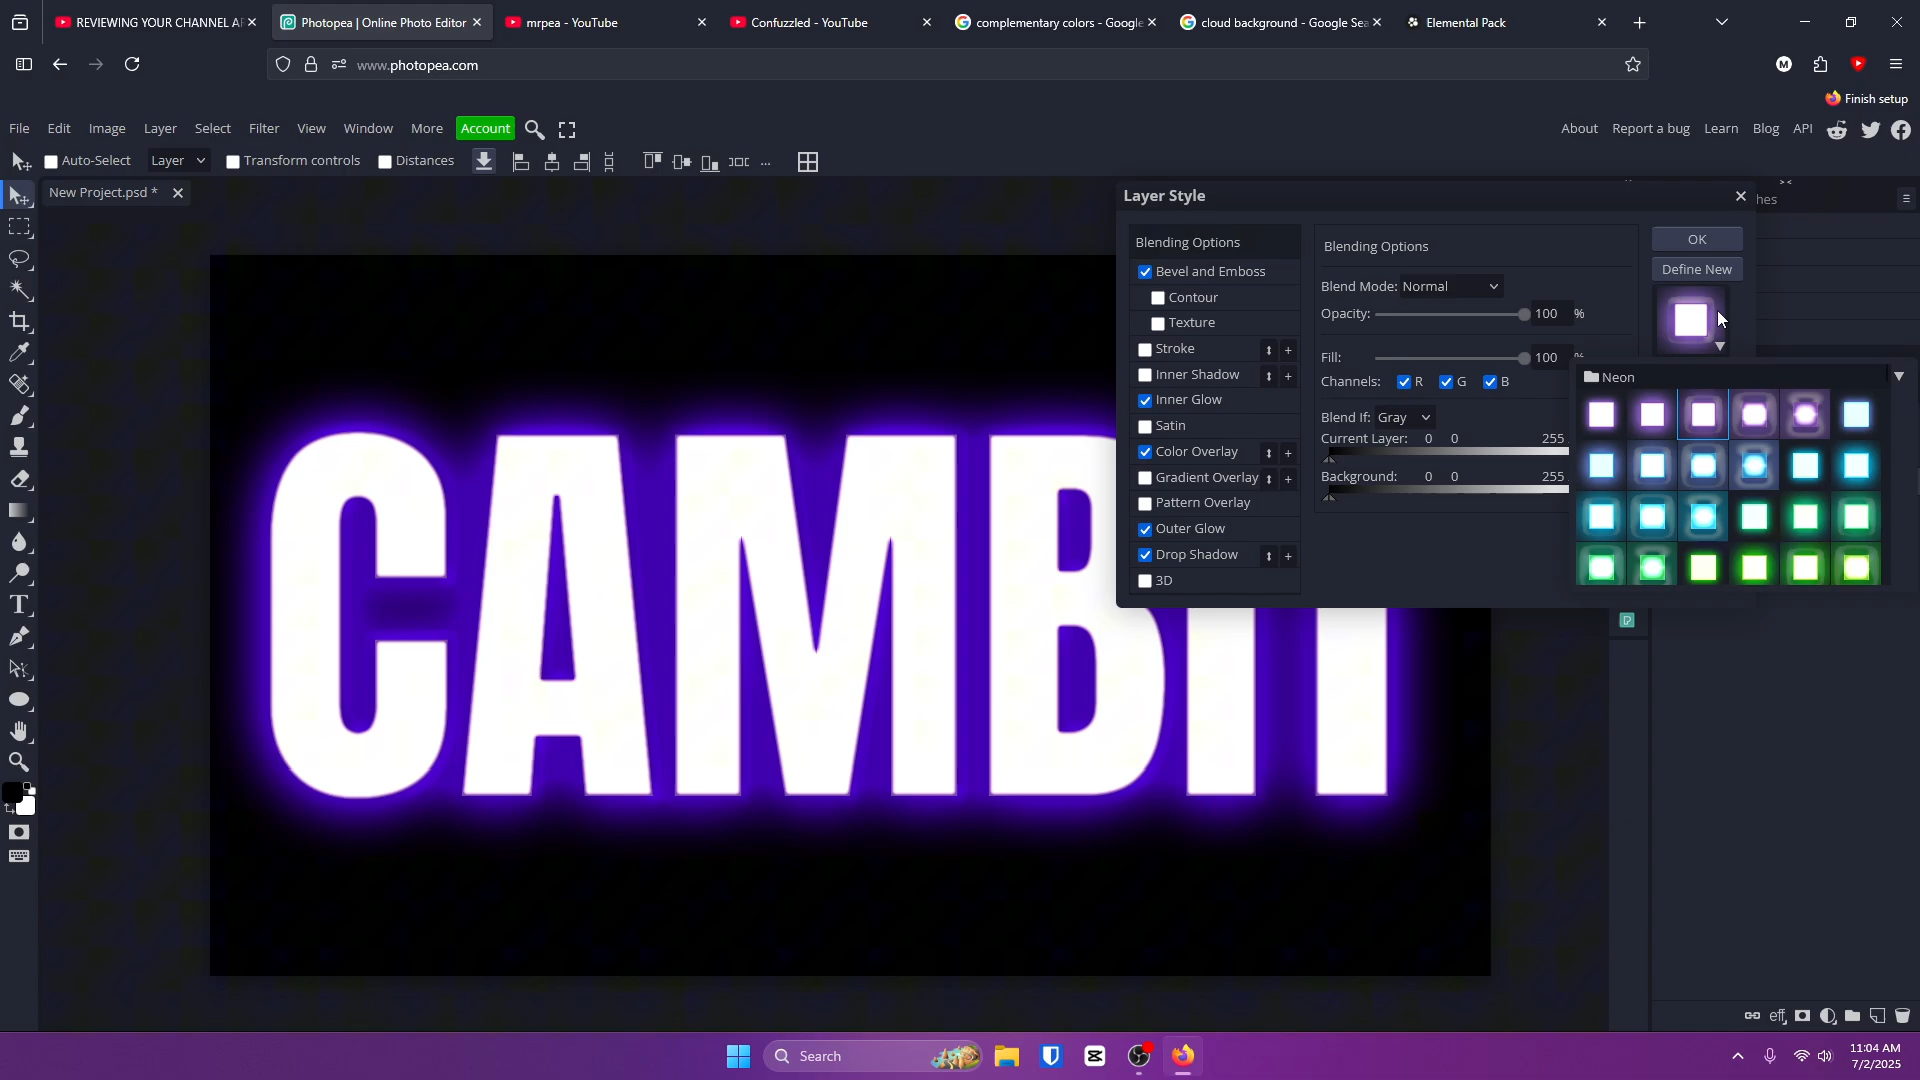 REVIEWING YOUR CHANNEL AR
Photopea | Online Photo Editor
mrpea - YouTube
Confuzzled - YouTube
complementary colors - Google
cloud background - Google Sea
Elemental Pack
www.photopea.com
M
Finish setup
File Edit Image Layer Select Filter View Window More Account
About Report a bug Learn Blog API
Auto-Select Layer Transform controls Distances ...
New Project.psd *
Layer Style
hes
Blending Options
Bevel and Emboss
Contour
Texture
Stroke
Inner Shadow
Inner Glow
Satin
Color Overlay
Gradient Overlay
Pattern Overlay
Outer Glow
Drop Shadow
3D
Blending Options
Blend Mode: Normal
Opacity: 100 %
Fill: 100 %
Channels: R G B
Blend If: Gray
Current Layer: 0 0 255
Background: 0 0 255
OK
Define New
Neon
CAMBIT
eff
Search
11:04 AM
7/2/2025